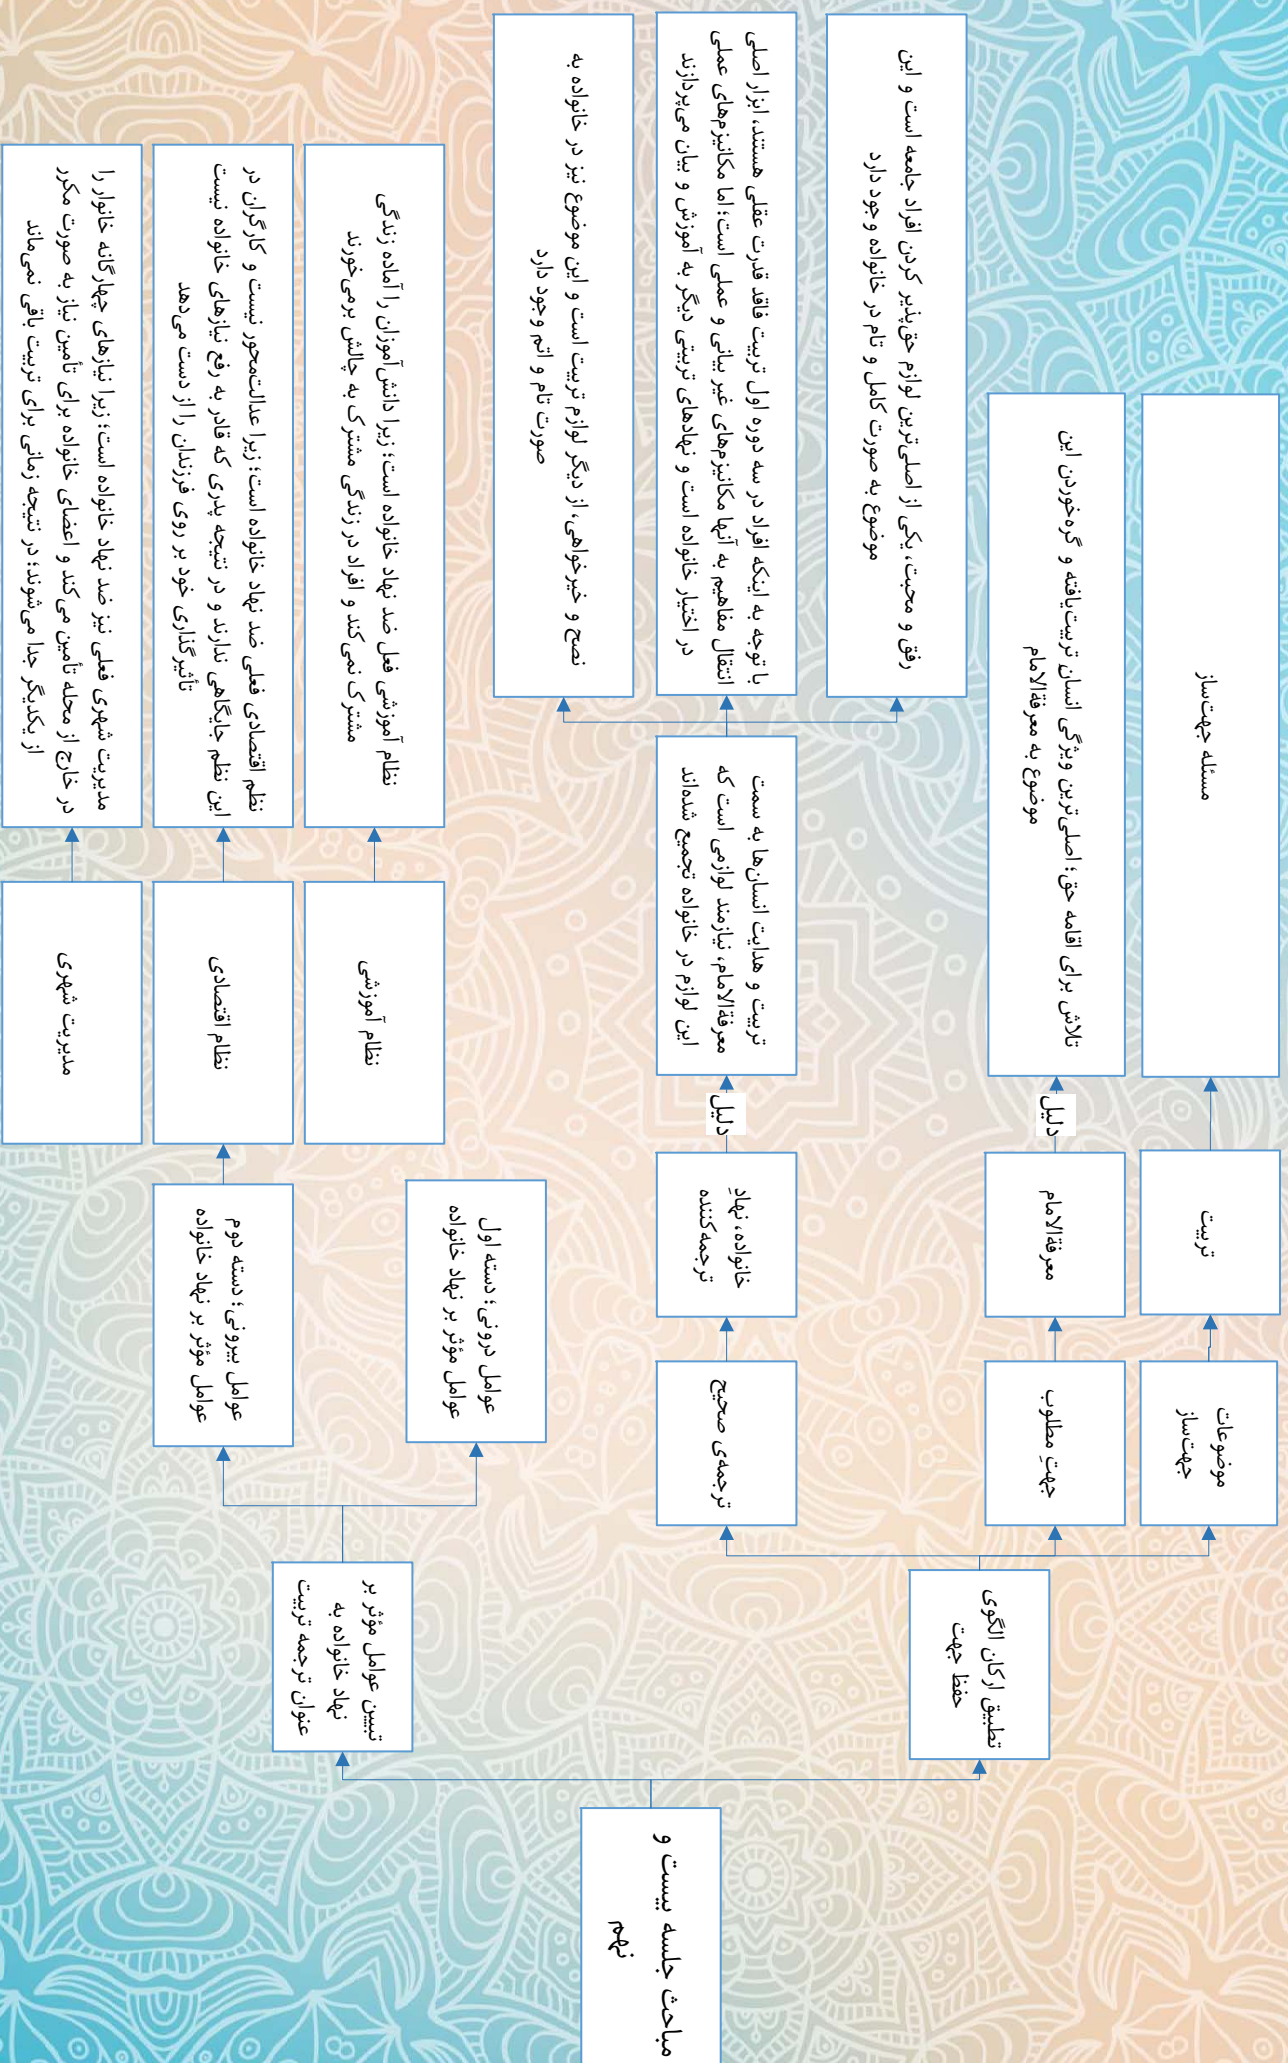 مباحث جلسه بیست و
نهم
تطبیق ارکان الگوی
حفظ جهت
موضوعات
جهت‌ساز
تربیت
مسئله جهت‌ساز
جهتِ مطلوب
معرفةالامام
دلیل
تلاش برای اقامه حق؛ اصلی‌ترین ویژگی انسانِ تربیت‌یافته و گره‌خوردن این
موضوع به معرفةالامام
ترجمه‌ی صحیح
خانواده، نهادِ
ترجمه‌کننده
دلیل
تربیت و هدایت انسان‌ها به سمت
معرفةالامام، نیازمند لوازمی است که
این لوازم در خانواده تجمیع شده‌اند
رفق و محبت، یکی از اصلی‌ترین لوازم حق‌پذیر کردن افراد جامعه است و این
موضوع به صورت کامل و تام در خانواده وجود دارد
با توجه به اینکه افراد در سه دوره اول تربیت فاقد قدرت عقلی هستند، ابزار اصلی
انتقال مفاهیم به آنها مکانیزم‌های غیر بیانی و عملی است؛ اما مکانیزم‌های عملی
در اختیار خانواده است و نهادهای تربیتی دیگر به آموزش و بیان می‌پردازند
نصح و خیرخواهی، از دیگر لوازم تربیت است و این موضوع نیز در خانواده به
صورت تام و اتم وجود دارد
تبیین عوامل مؤثر بر
نهاد خانواده به
عنوان ترجمه تربیت
عوامل درونی؛ دسته اول
عوامل مؤثر بر نهاد خانواده
عوامل بیرونی؛ دسته دوم
عوامل مؤثر بر نهاد خانواده
نظام آموزشی
نظام آموزشی فعل ضد نهاد خانواده است؛ زیرا دانش‌آموزان را آماده زندگی
مشترک نمی‌کند و افراد در زندگی مشترک به چالش برمی‌خورند
نظام اقتصادی
نظم اقتصادی فعلی ضد نهاد خانواده است؛ زیرا عدالت‌محور نیست و کارگران در
این نظم جایگاهی ندارند و در نتیجه پدری که قادر به رفع نیازهای خانواده نیست
تأثیرگذاری خود بر روی فرزندان را از دست می‌دهد
مدیریت شهری
مدیریت شهری فعلی نیز ضد نهاد خانواده است؛ زیرا نیازهای چهارگانه خانوار را
در خارج از محله تأمین می‌کند و اعضای خانواده برای تأمین نیاز به صورت مکرر
از یکدیگر جدا می‌شوند؛ در نتیجه زمانی برای تربیت باقی نمی‌ماند